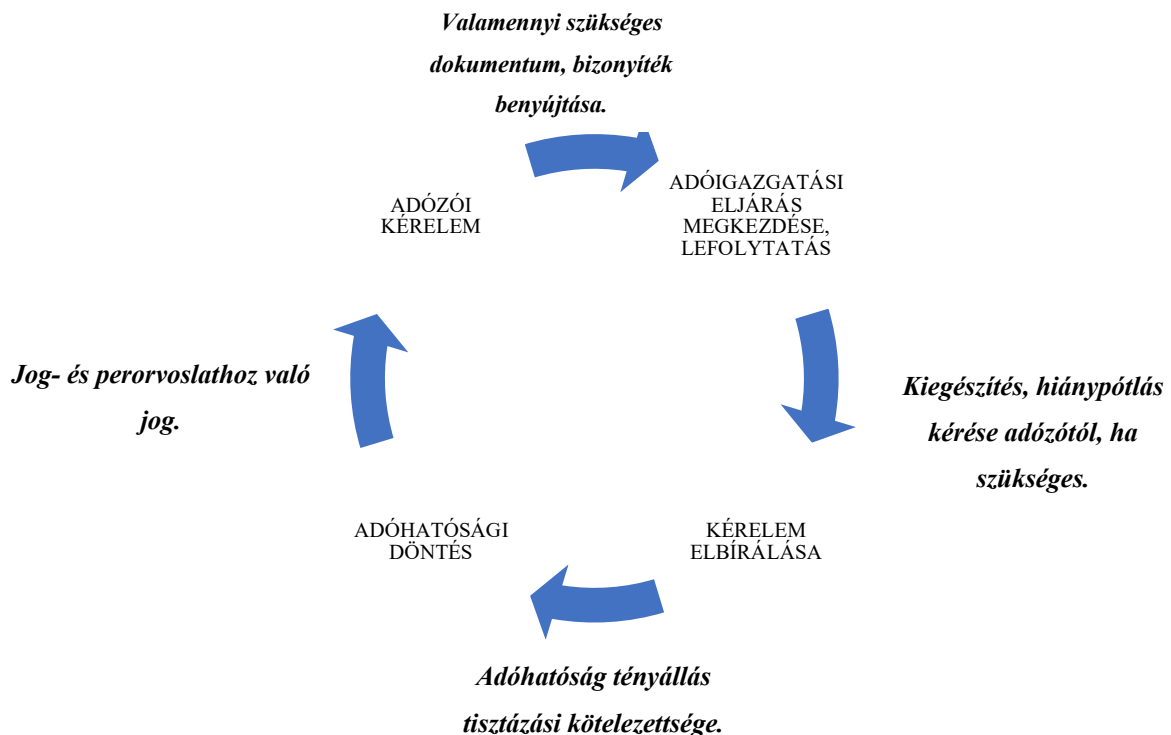 Valamennyi szükséges
dokumentum, bizonyíték
benyújtása.
ADÓZÓI
KÉRELEM
ADÓIGAZGATÁSI
ELJÁRÁS
MEGKEZDÉSE,
LEFOLYTATÁS
Jog- és perorvoslathoz való
jog.
Kiegészítés, hiánypótlás
kérése adózótól, ha
szükséges.
ADÓHATÓSÁGI
DÖNTÉS
KÉRELEM
ELBÍRÁLÁSA
Adóhatóság tényállás
tisztázási kötelezettsége.